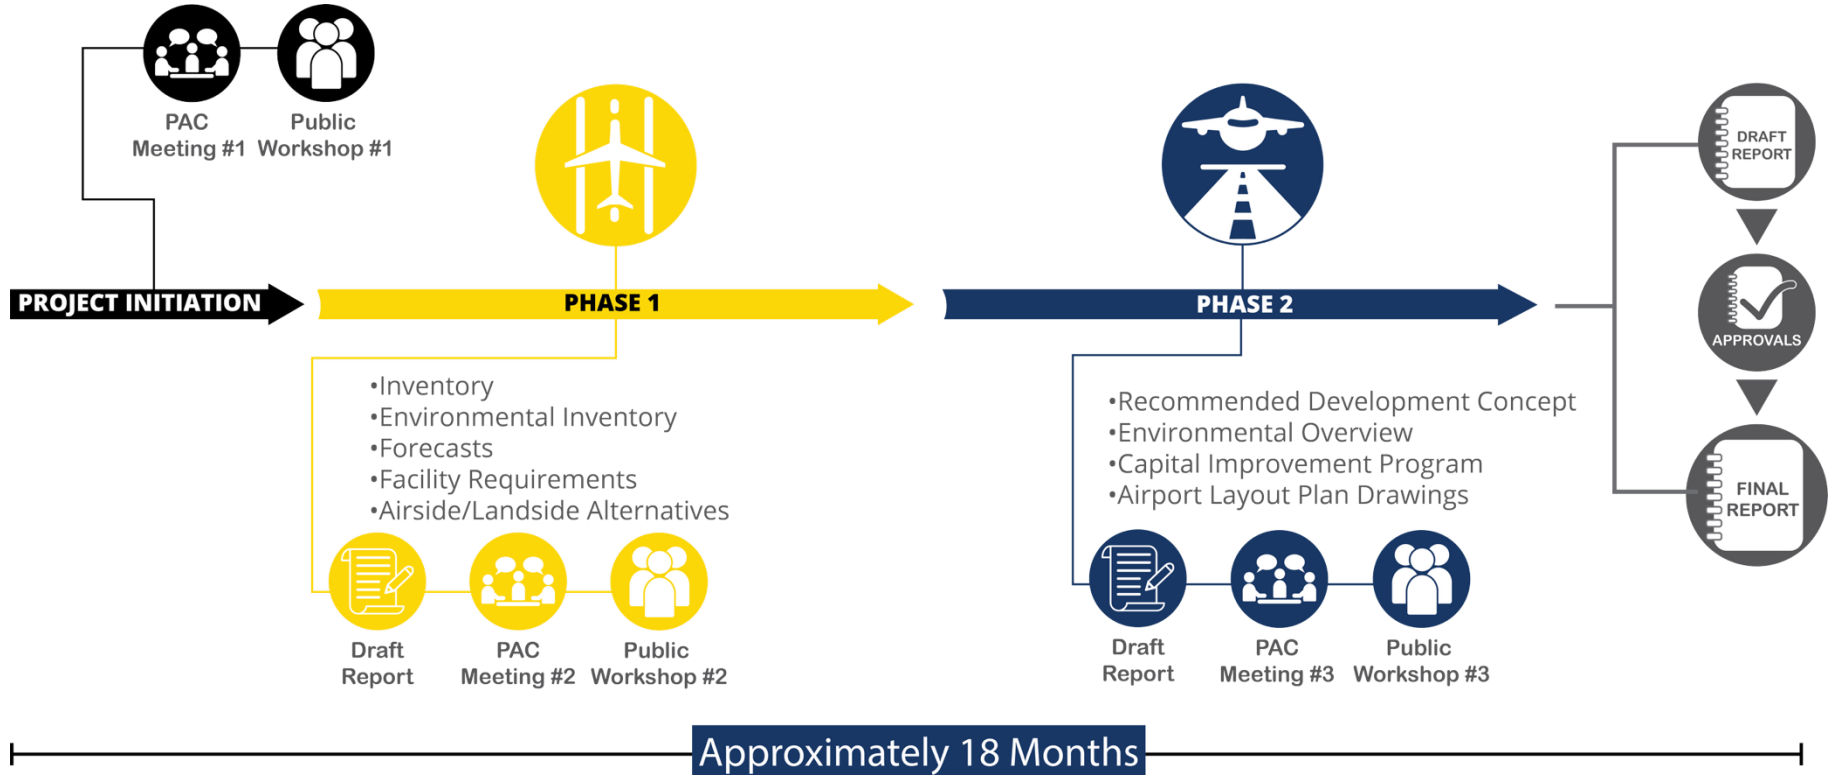 PAC
Meeting #1
Public
Workshop #1
PROJECT INITIATION
PHASE 1
•Inventory
•Environmental Inventory
•Forecasts
•Facility Requirements
•Airside/Landside Alternatives
Draft
Report
PAC
Meeting #2
Public
Workshop #2
PHASE 2
•Recommended Development Concept
•Environmental Overview
•Capital Improvement Program
•Airport Layout Plan Drawings
Draft
Report
PAC
Meeting #3
Public
Workshop #3
DRAFT
REPORT
APPROVALS
FINAL
REPORT
Approximately 18 Months